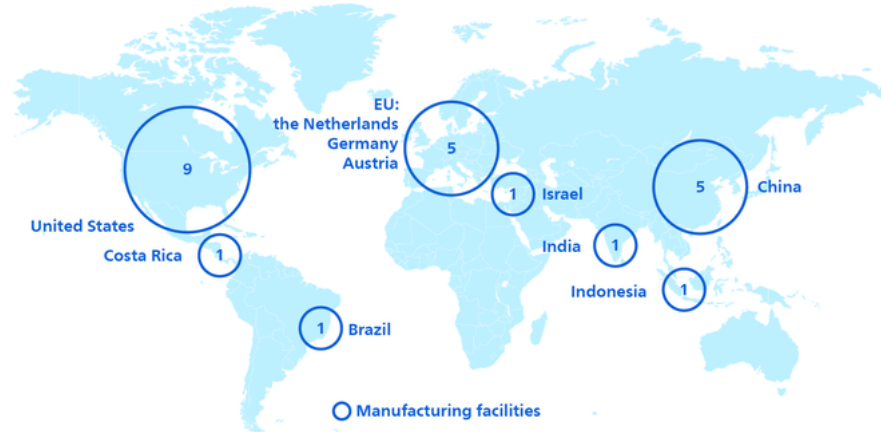 EU:
the Netherlands
Germany
Austria
5
9
1
Israel
5
China
United States
Costa Rica
1
India
1
Indonesia
1
1
Brazil
Manufacturing facilities